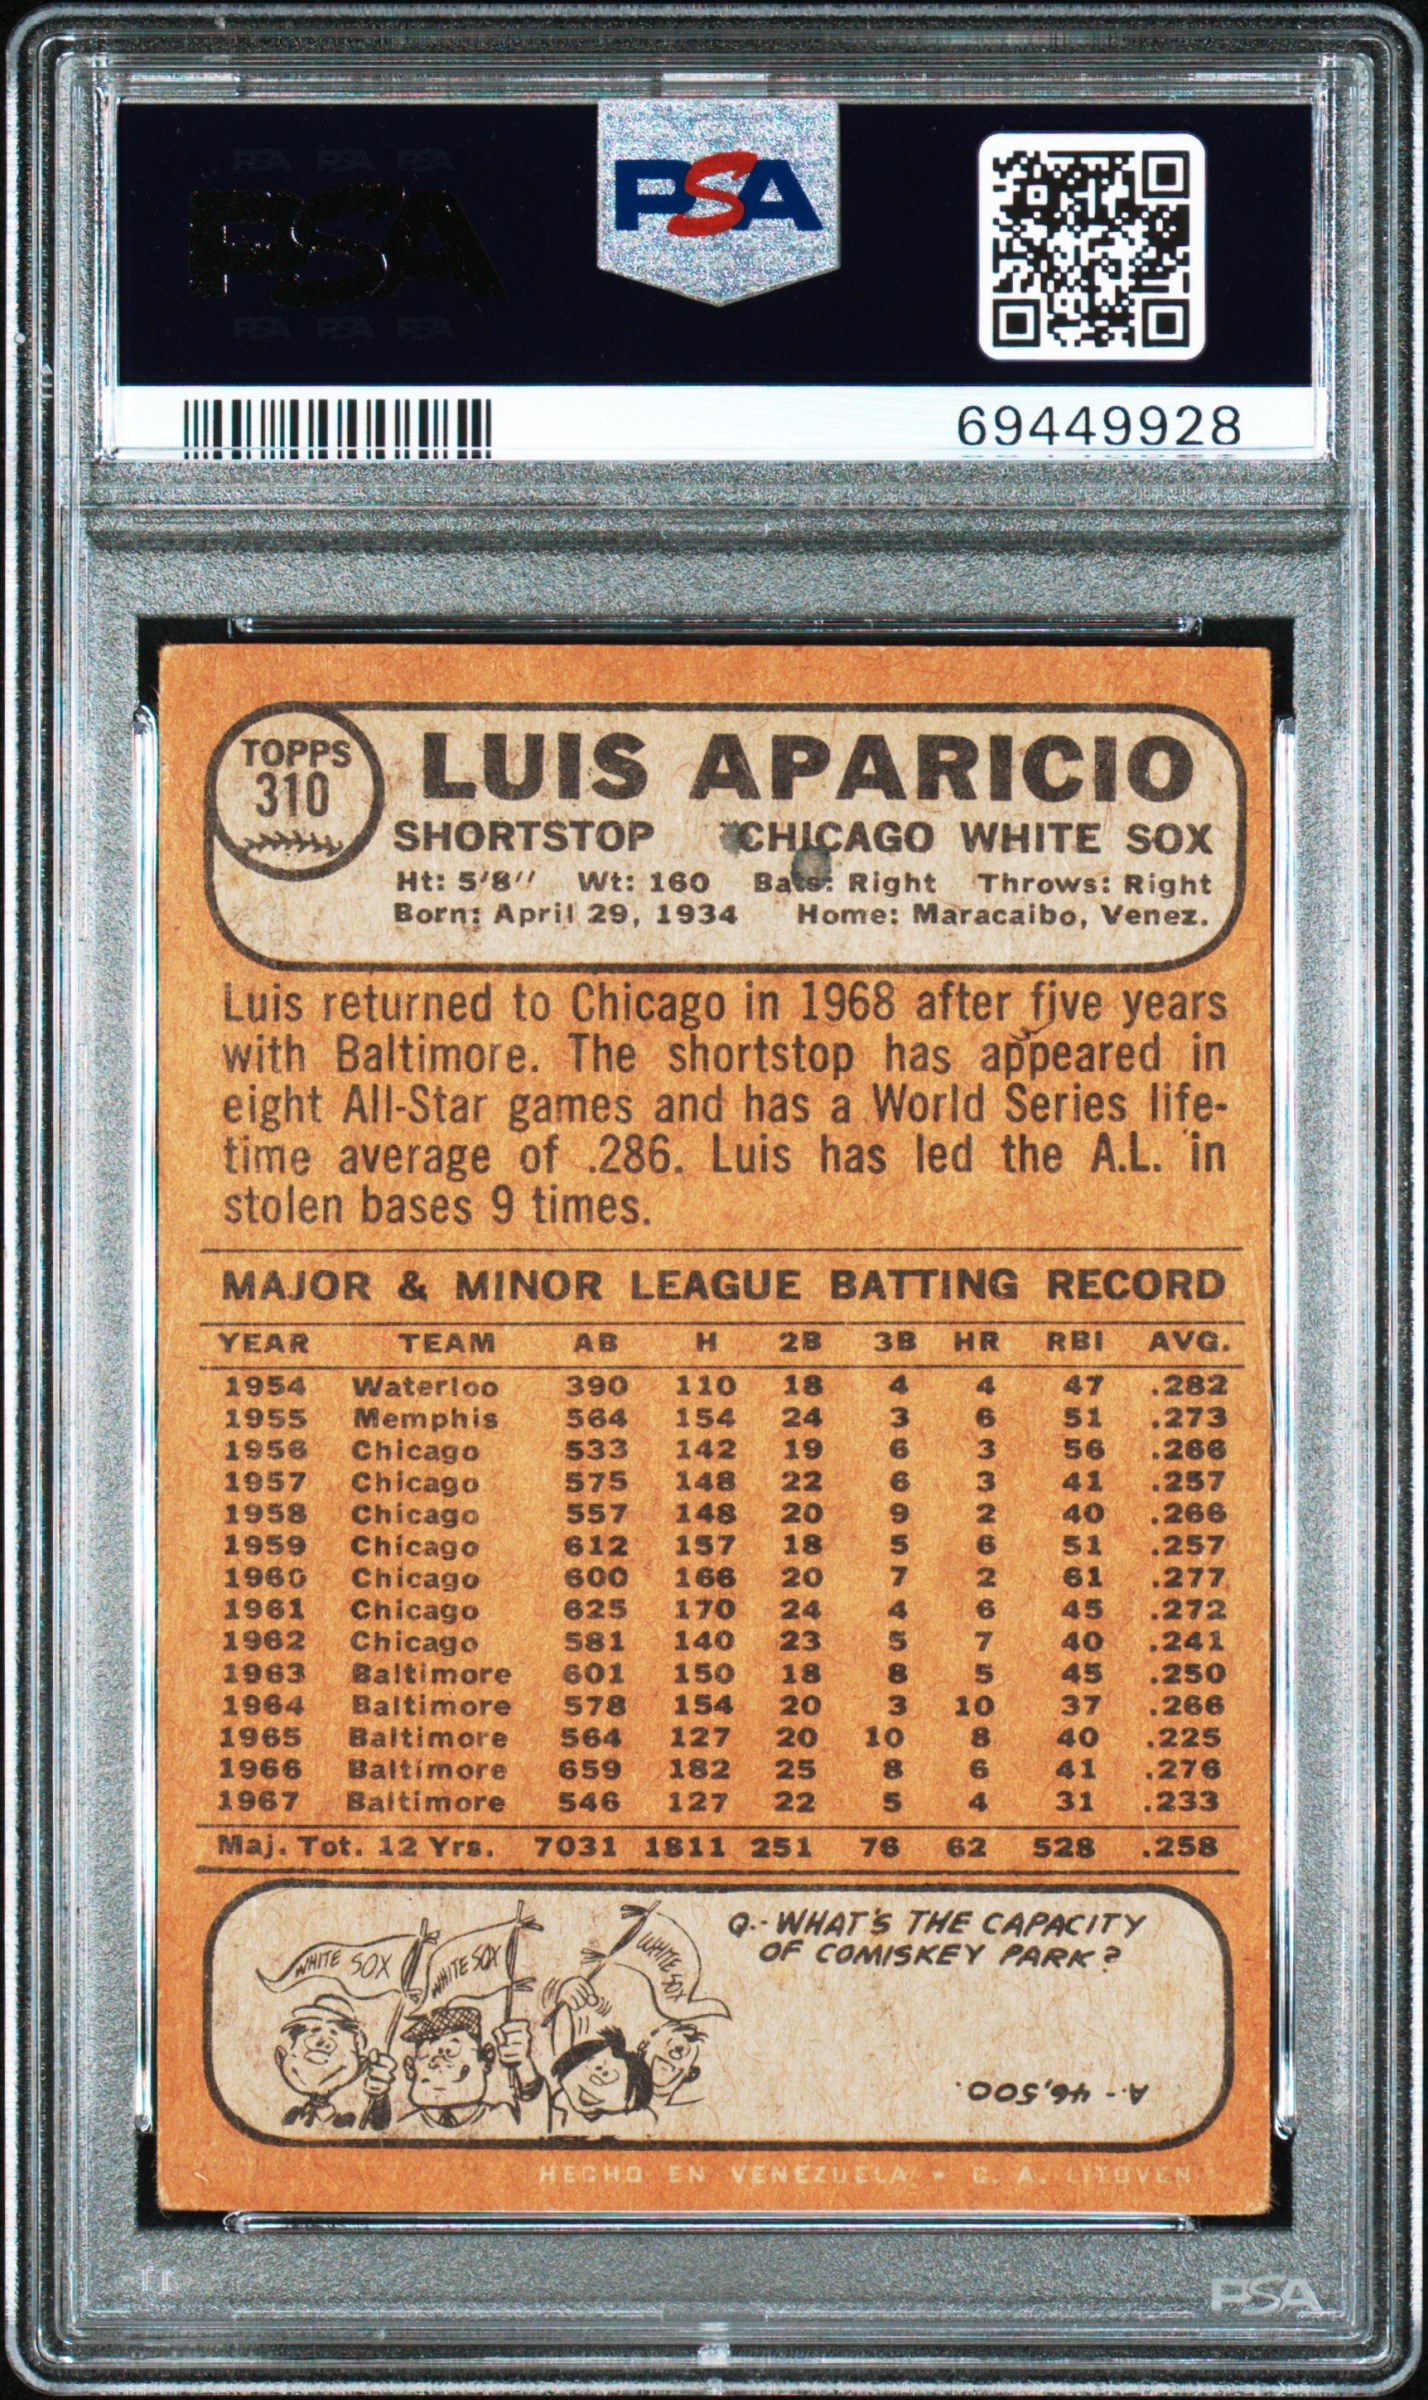 PSA PSA PSA
PSA
PSA PSA PSA
PSA
69449928
TOPPS
310
LUIS APARICIO
SHORTSTOP CHICAGO WHITE SOX
Ht: 5'8" Wt: 160 Bats: Right Throws: Right
Born: April 29, 1934 Home: Maracaibo, Venez.
Luis returned to Chicago in 1968 after five years
with Baltimore. The shortstop has appeared in
eight All-Star games and has a World Series life-
time average of .286. Luis has led the A.L. in
stolen bases 9 times.
MAJOR & MINOR LEAGUE BATTING RECORD
YEAR TEAM AB H 2B 3B HR RBI AVG.
1954 Waterloo 390 110 18 4 4 47 .282
1955 Memphis 564 154 24 3 6 51 .273
1956 Chicago 533 142 19 6 3 56 .266
1957 Chicago 575 148 22 6 3 41 .257
1958 Chicago 557 148 20 9 2 40 .266
1959 Chicago 612 157 18 5 6 51 .257
1960 Chicago 600 166 20 7 2 61 .277
1961 Chicago 625 170 24 4 6 45 .272
1962 Chicago 581 140 23 5 7 40 .241
1963 Baltimore 601 150 18 8 5 45 .250
1964 Baltimore 578 154 20 3 10 37 .266
1965 Baltimore 564 127 20 10 8 40 .225
1966 Baltimore 659 182 25 8 6 41 .276
1967 Baltimore 546 127 22 5 4 31 .233
Maj. Tot. 12 Yrs. 7031 1811 251 76 62 528 .258
WHITE SOX WHITE SOX WHITE SOX
Q.- WHAT'S THE CAPACITY
OF COMISKEY PARK?
A.- 46,500.
HECHO EN VENEZUELA - C. A. LITOVEN
PSA